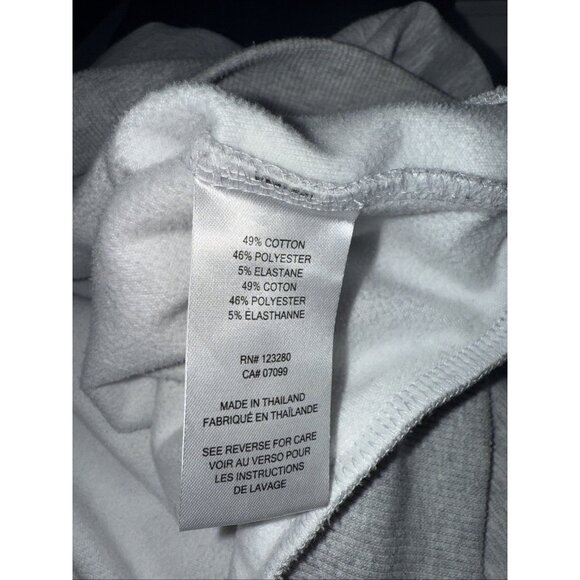 49% COTTON
46% POLYESTER
5% ELASTANE
49% COTON
46% POLYESTER
5% ÉLASTHANNE
RN# 123280
CA# 07099
MADE IN THAILAND
FABRIQUÉ EN THAÏLANDE
SEE REVERSE FOR CARE
VOIR AU VERSO POUR
LES INSTRUCTIONS
DE LAVAGE